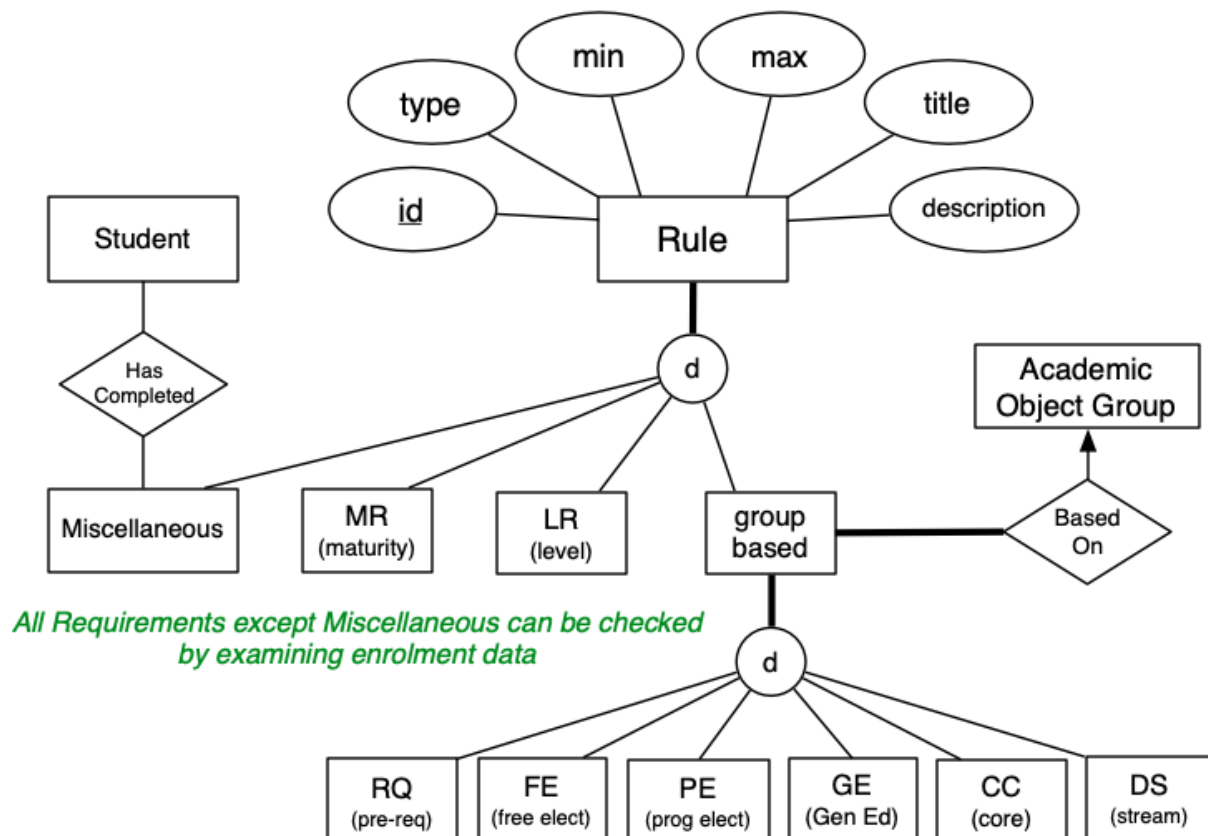 min
max
type
title
id
description
Student
Rule
Has
Completed
d
Academic
Object Group
Miscellaneous
MR
(maturity)
LR
(level)
group
based
Based
On
All Requirements except Miscellaneous can be checked
by examining enrolment data
d
RQ
(pre-req)
FE
(free elect)
PE
(prog elect)
GE
(Gen Ed)
CC
(core)
DS
(stream)